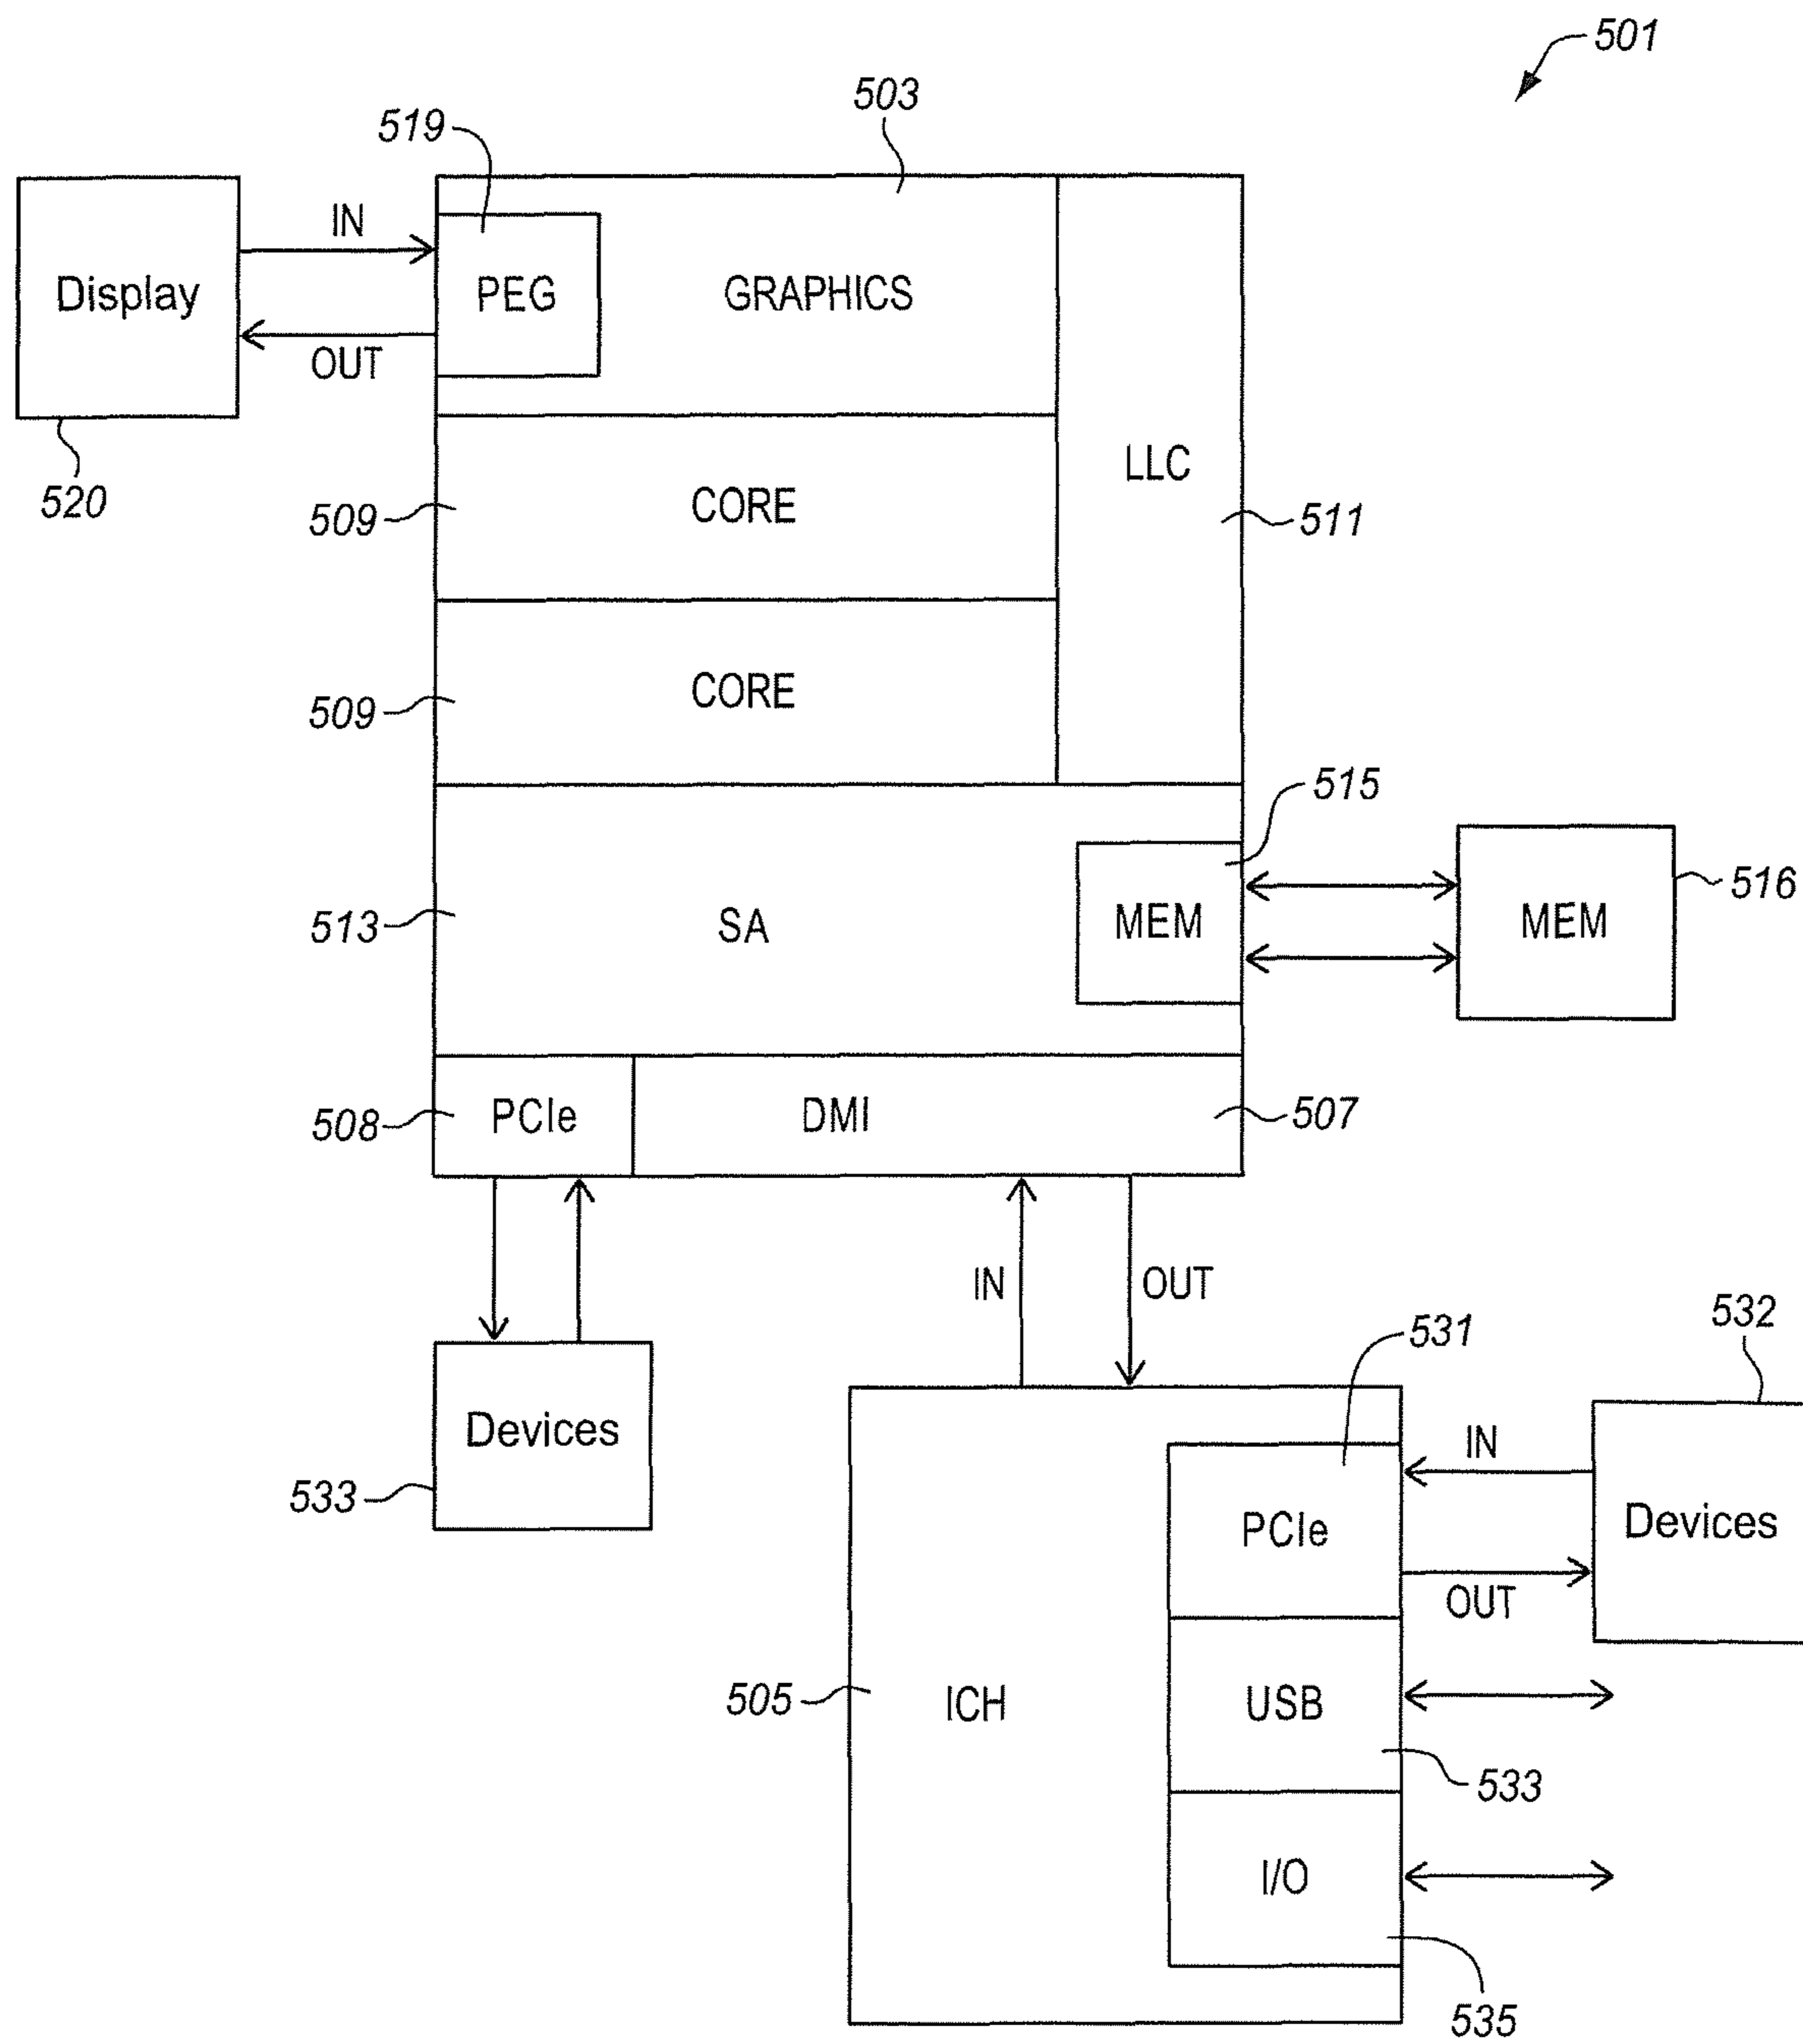 501
503
519
IN
Display
PEG
GRAPHICS
OUT
LLC
520
509
CORE
511
509
CORE
515
516
513
SA
MEM
MEM
508
PCIe
DMI
507
IN
OUT
532
531
Devices
IN
533
Devices
PCIe
OUT
505
ICH
USB
533
I/O
535